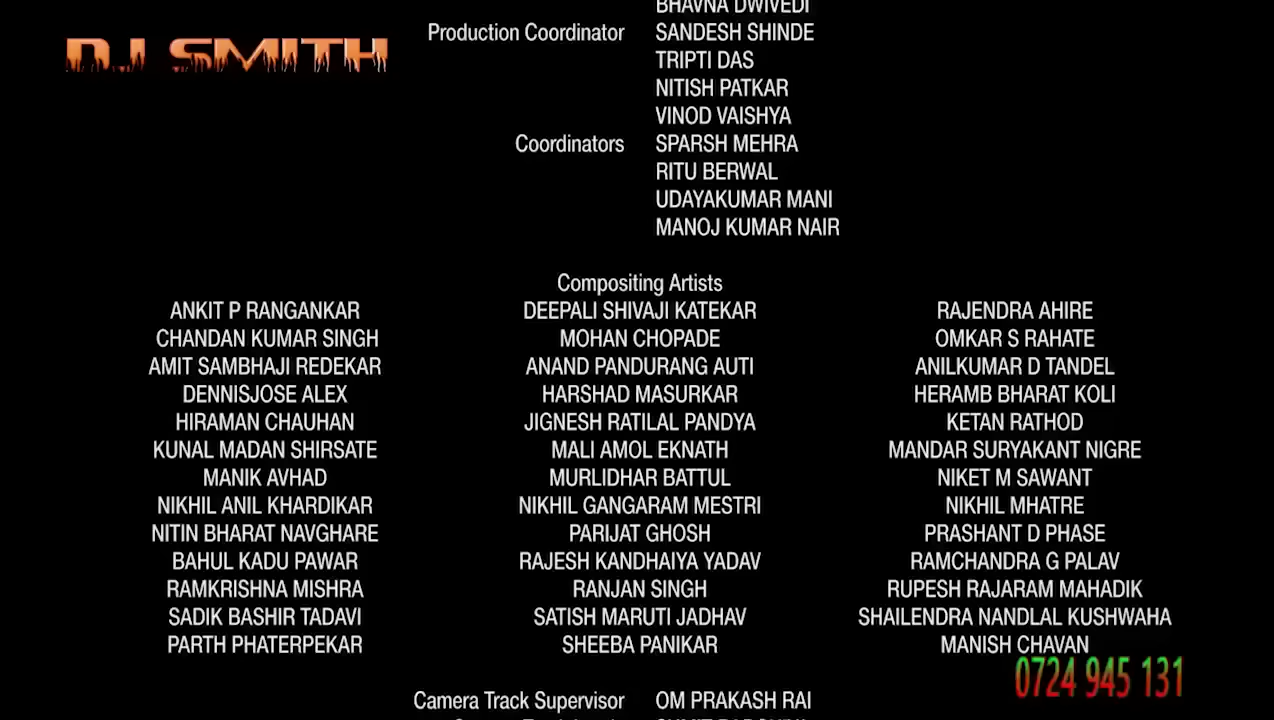 BHAVNA DWIVEDI
DJ SMITH
Production Coordinator SANDESH SHINDE
TRIPTI DAS
NITISH PATKAR
VINOD VAISHYA
Coordinators SPARSH MEHRA
RITU BERWAL
UDAYAKUMAR MANI
MANOJ KUMAR NAIR
Compositing Artists
ANKIT P RANGANKAR DEEPALI SHIVAJI KATEKAR RAJENDRA AHIRE
CHANDAN KUMAR SINGH MOHAN CHOPADE OMKAR S RAHATE
AMIT SAMBHAJI REDEKAR ANAND PANDURANG AUTI ANILKUMAR D TANDEL
DENNISJOSE ALEX HARSHAD MASURKAR HERAMB BHARAT KOLI
HIRAMAN CHAUHAN JIGNESH RATILAL PANDYA KETAN RATHOD
KUNAL MADAN SHIRSATE MALI AMOL EKNATH MANDAR SURYAKANT NIGRE
MANIK AVHAD MURLIDHAR BATTUL NIKET M SAWANT
NIKHIL ANIL KHARDIKAR NIKHIL GANGARAM MESTRI NIKHIL MHATRE
NITIN BHARAT NAVGHARE PARIJAT GHOSH PRASHANT D PHASE
BAHUL KADU PAWAR RAJESH KANDHAIYA YADAV RAMCHANDRA G PALAV
RAMKRISHNA MISHRA RANJAN SINGH RUPESH RAJARAM MAHADIK
SADIK BASHIR TADAVI SATISH MARUTI JADHAV SHAILENDRA NANDLAL KUSHWAHA
PARTH PHATERPEKAR SHEEBA PANIKAR MANISH CHAVAN
0724 945 131
Camera Track Supervisor OM PRAKASH RAI